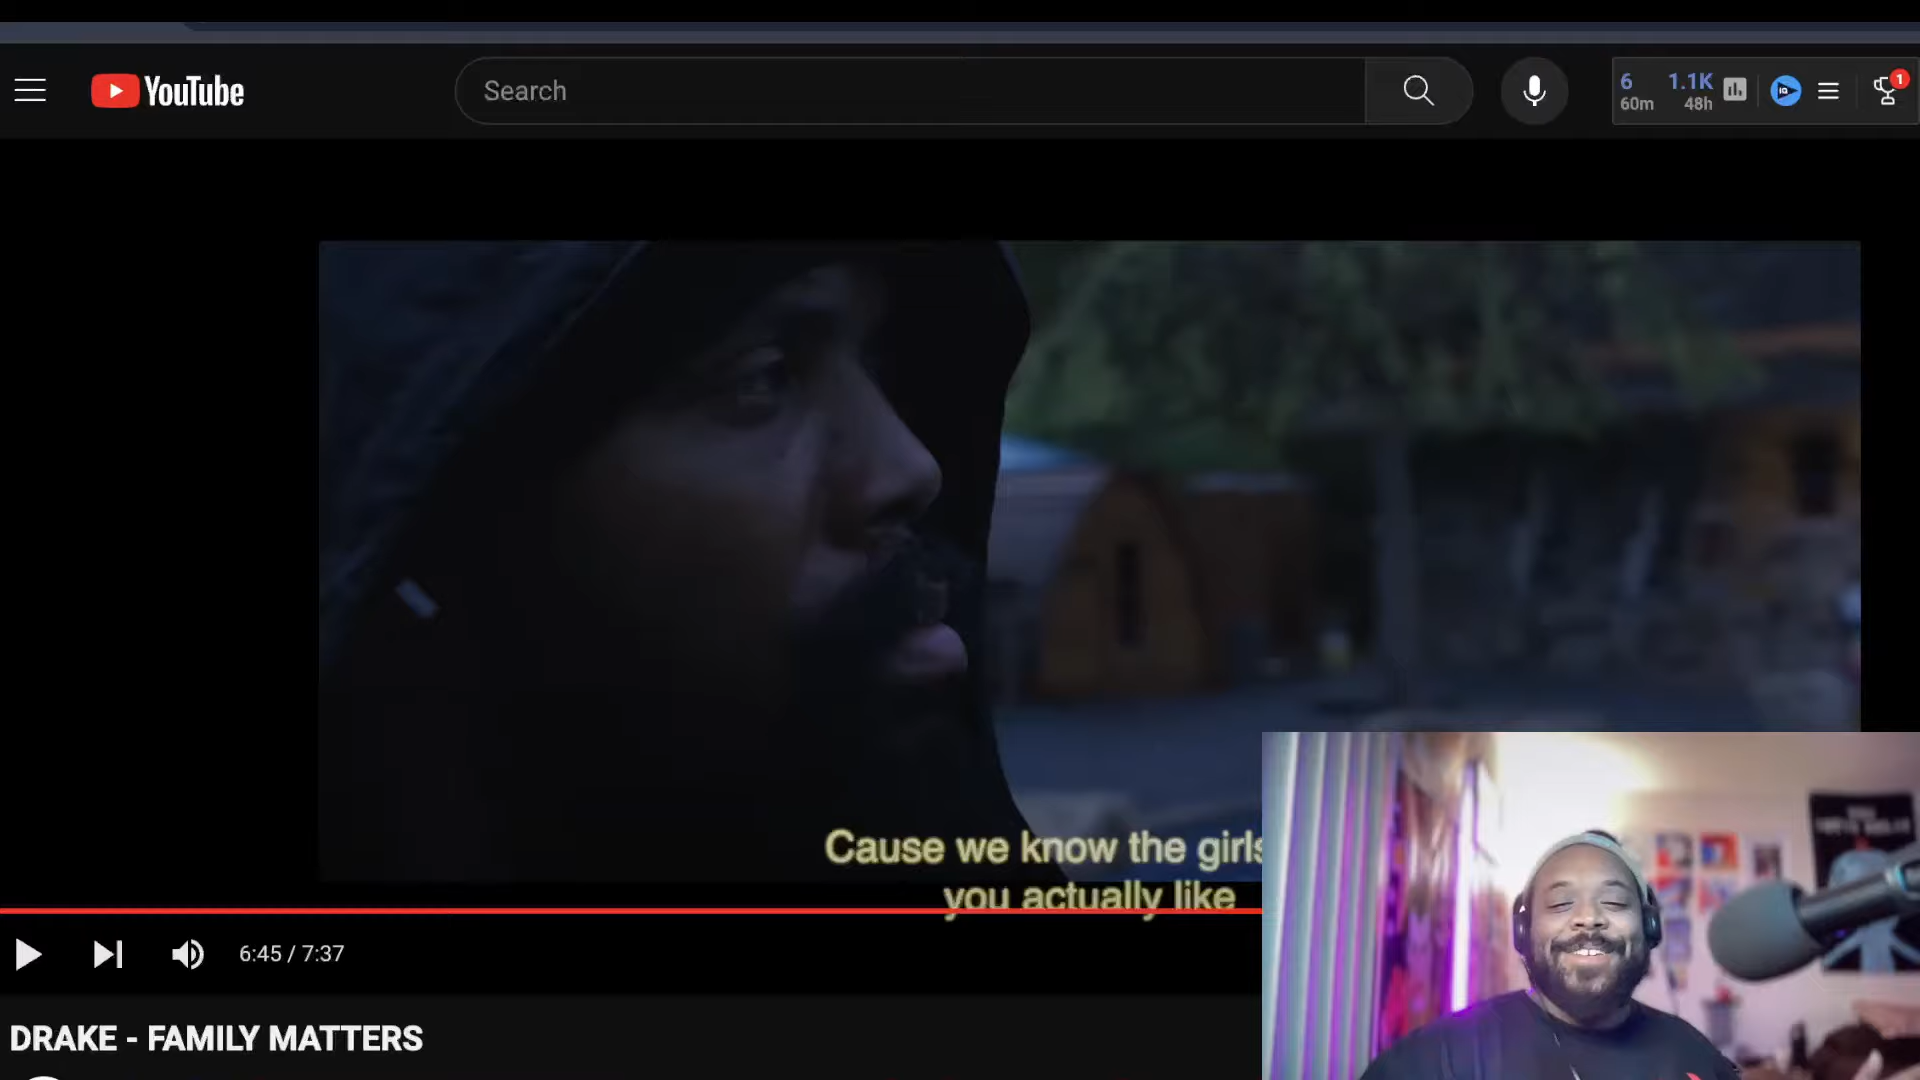 YouTube
Search
6 1.1K
60m 48h
1
Cause we know the girls
you actually like
6:45 / 7:37
DRAKE - FAMILY MATTERS